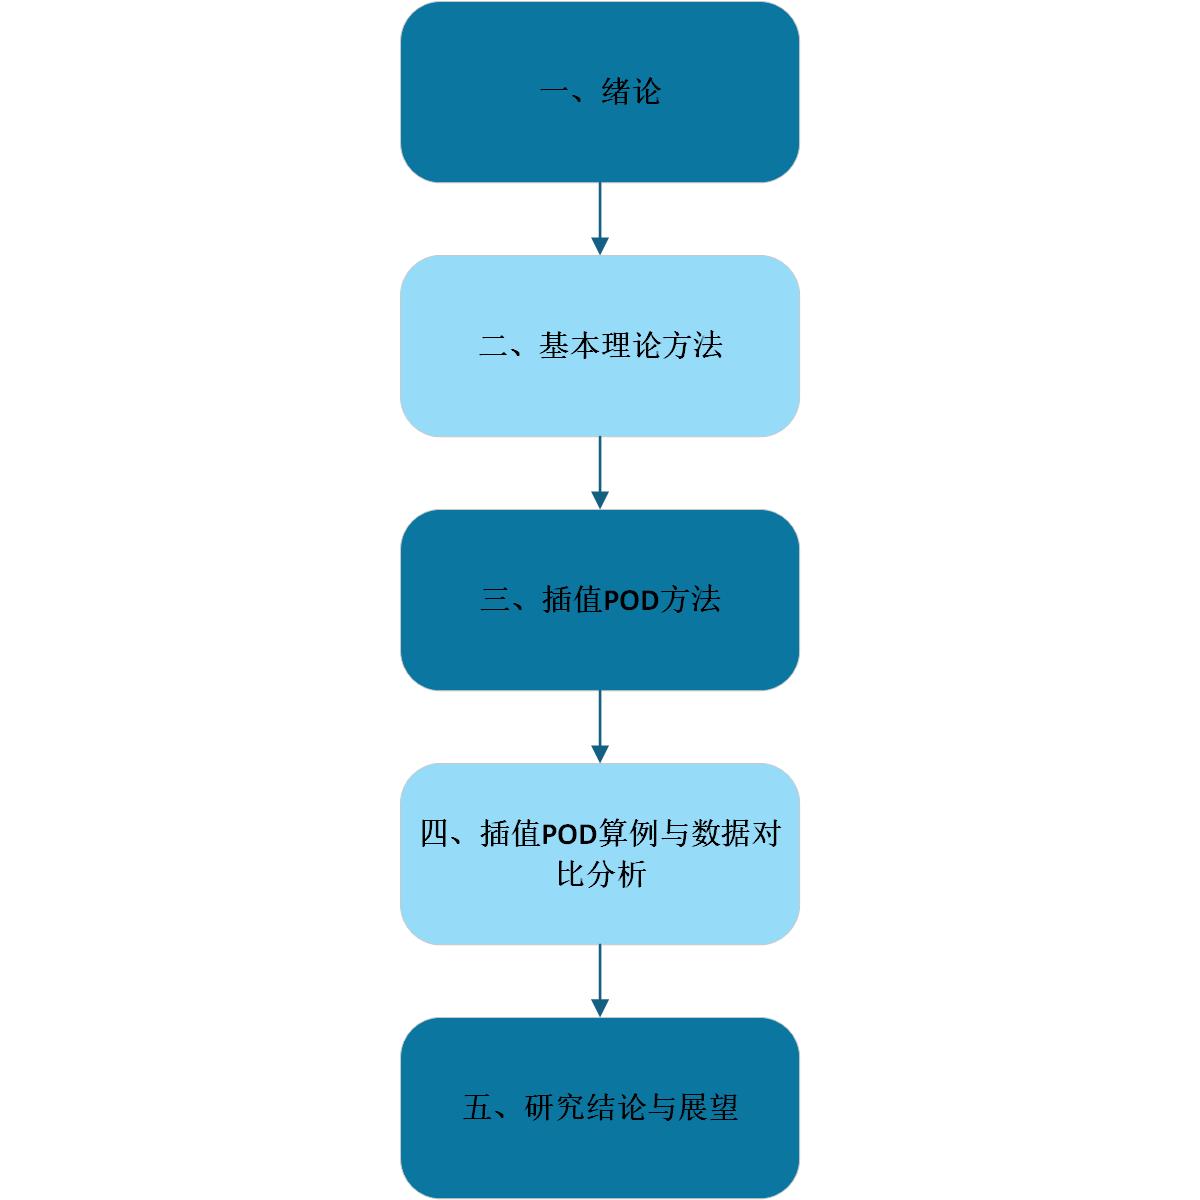 一、绪论
二、基本理论方法
三、插值POD方法
四、插值POD算例与数据对
比分析
五、研究结论与展望